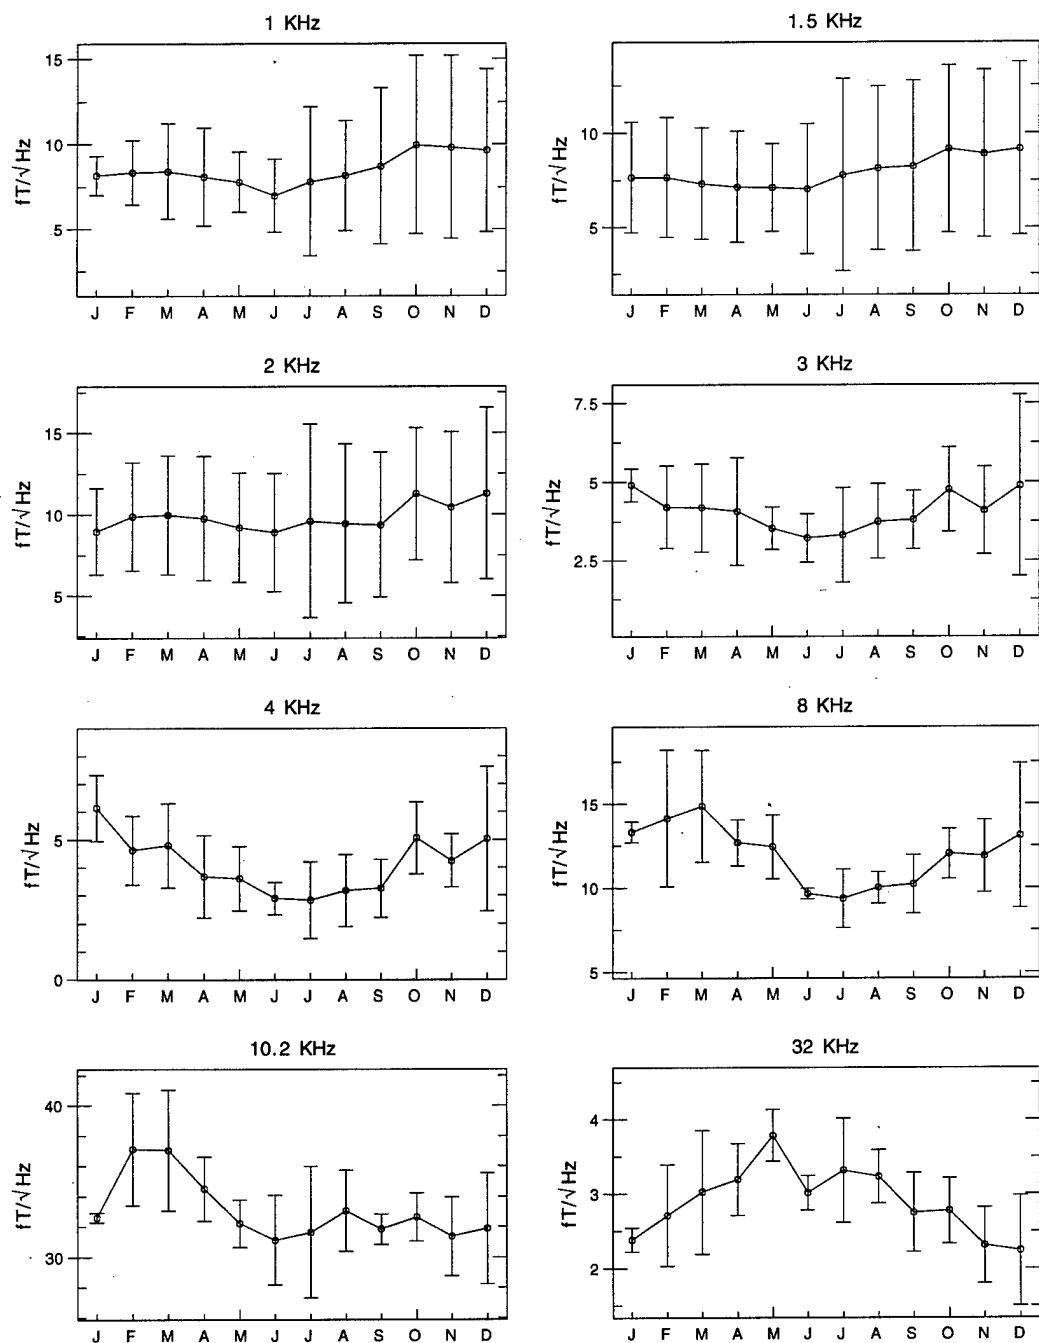 1 KHz
15
10
5
fT/√Hz
J F M A M J J A S O N D
1.5 KHz
10
5
fT/√Hz
J F M A M J J A S O N D
2 KHz
15
10
5
fT/√Hz
J F M A M J J A S O N D
3 KHz
7.5
5
2.5
fT/√Hz
J F M A M J J A S O N D
4 KHz
5
0
fT/√Hz
J F M A M J J A S O N D
8 KHz
15
10
5
fT/√Hz
J F M A M J J A S O N D
10.2 KHz
40
30
fT/√Hz
J F M A M J J A S O N D
32 KHz
4
3
2
fT/√Hz
J F M A M J J A S O N D